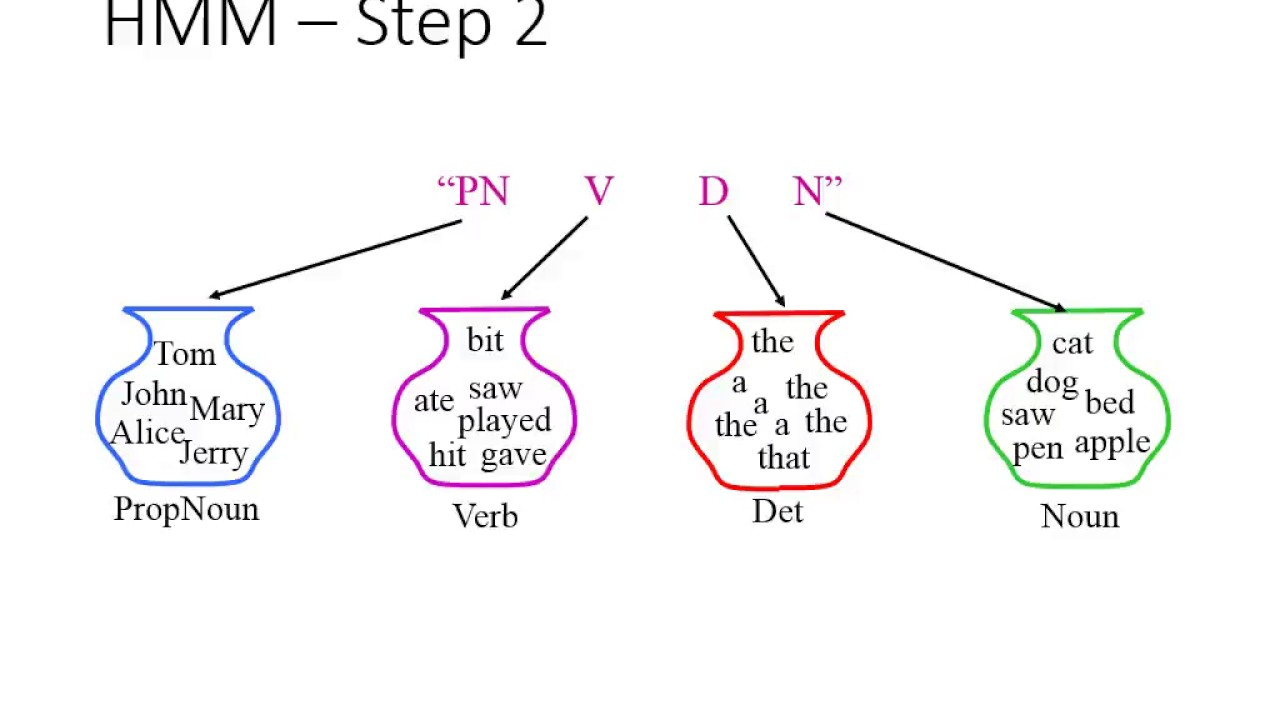 HMM – Step 2
“PN V D N”
Tom
John Mary
Alice
Jerry
PropNoun
bit
ate saw
played
hit gave
Verb
the
a the
a
the a the
that
Det
cat
dog
saw bed
pen apple
Noun